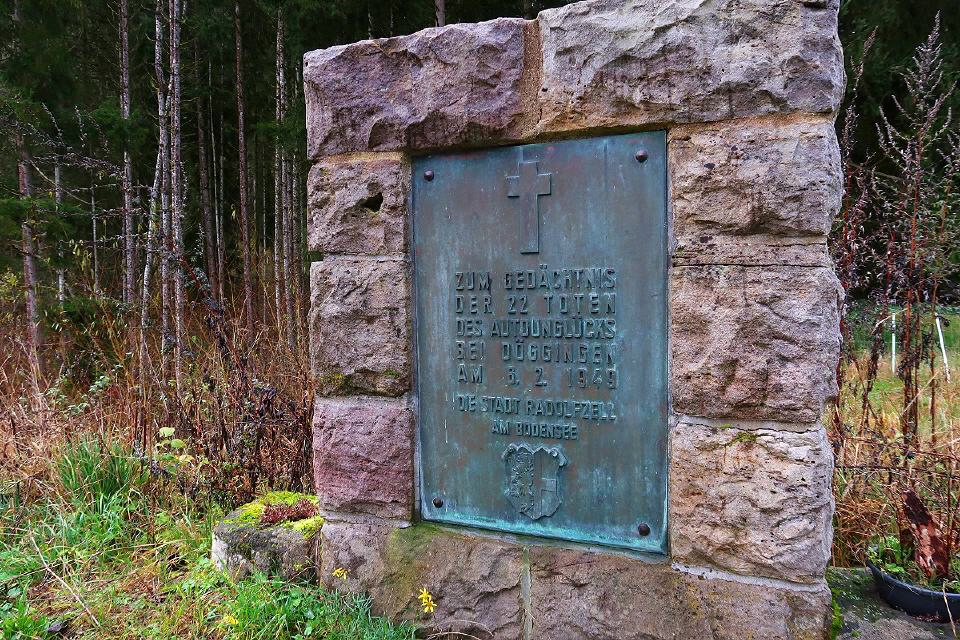 ZUM GEDÄCHTNIS
DER 22 TOTEN
DES AUTOUNGLÜCKS
BEI DÖGGINGEN
AM 6. 2. 1949
DIE STADT RADOLFZELL
AM BODENSEE